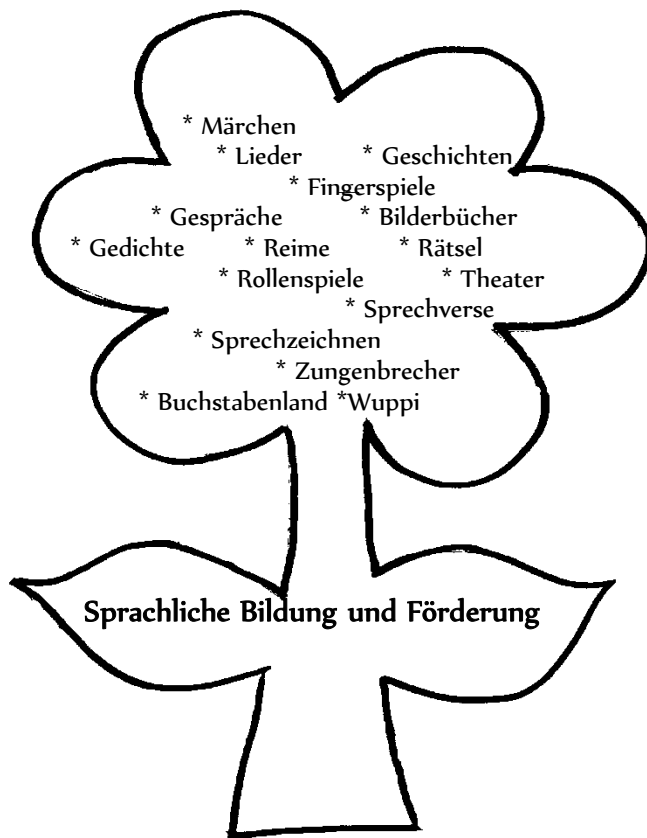 * Märchen
* Lieder * Geschichten
* Fingerspiele
* Gespräche * Bilderbücher
* Gedichte * Reime * Rätsel
* Rollenspiele * Theater
* Sprechverse
* Sprechzeichnen
* Zungenbrecher
* Buchstabenland *Wuppi
Sprachliche Bildung und Förderung